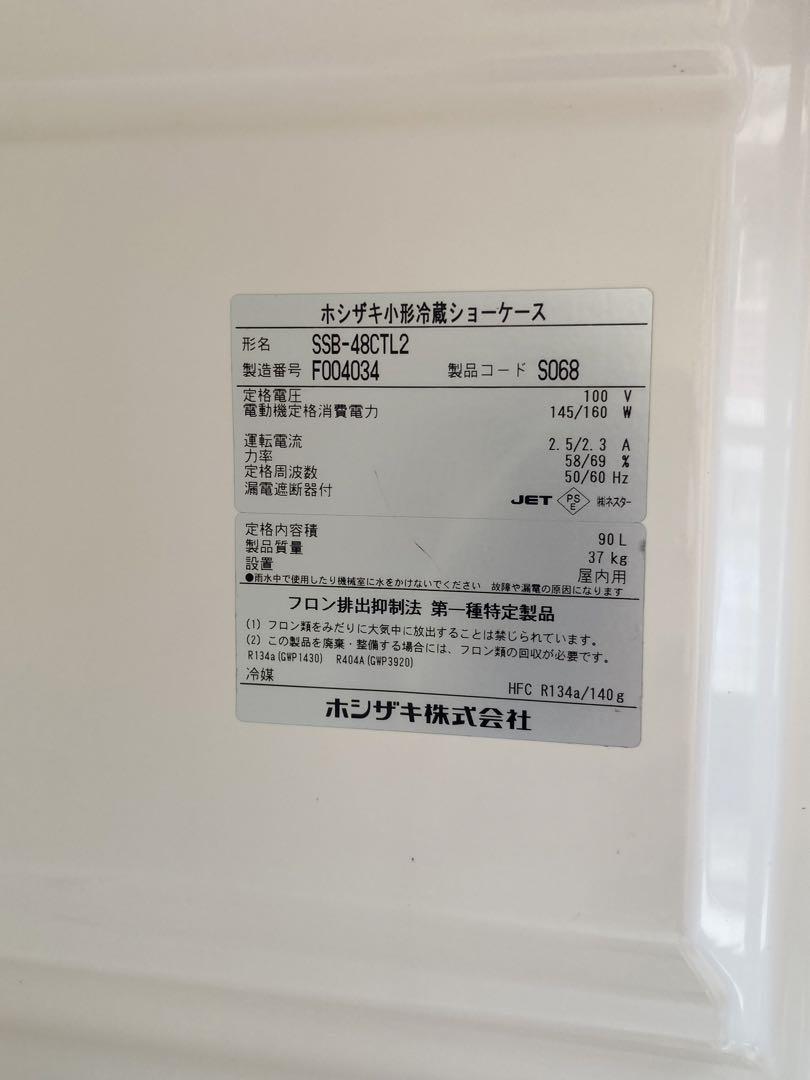 ホシザキ小形冷蔵ショーケース
形名 SSB-48CTL2
製造番号 F004034 製品コード S068
定格電圧 100 V
電動機定格消費電力 145/160 W
運転電流 2.5/2.3 A
力率 58/69 %
定格周波数 50/60 Hz
漏電遮断器付 JET PS E ㈱ネスター
定格内容積 90 L
製品質量 37 kg
設置 屋内用
●雨水中で使用したり機械室に水をかけないでください 故障や漏電の原因になります
フロン排出抑制法 第一種特定製品
(1) フロン類をみだりに大気中に放出することは禁じられています。
(2) この製品を廃棄・整備する場合には、フロン類の回収が必要です。
R134a(GWP1430) R404A(GWP3920)
冷媒 HFC R134a/140g
ホシザキ株式会社